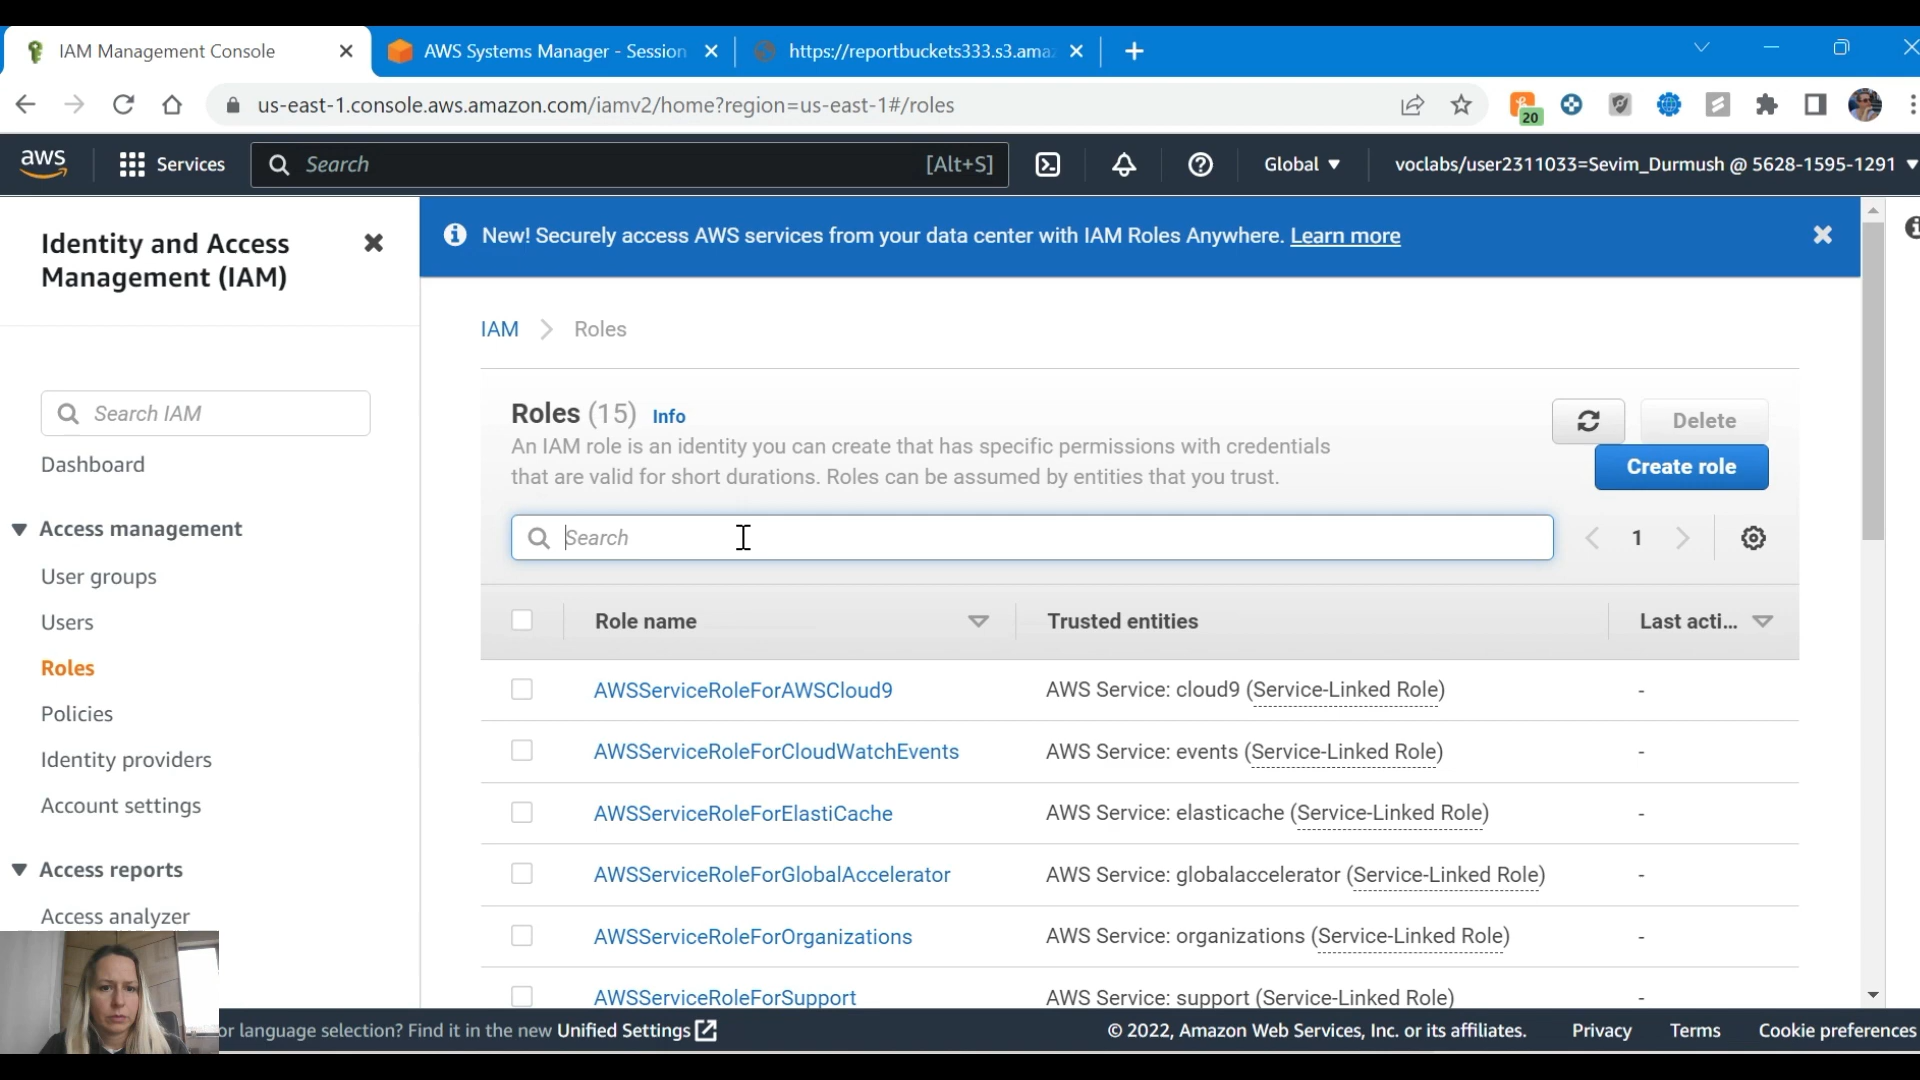 IAM Management Console
AWS Systems Manager - Session
https://reportbuckets333.s3.ama
us-east-1.console.aws.amazon.com/iamv2/home?region=us-east-1#/roles
20
aws
Services
Search
[Alt+S]
Global
voclabs/user2311033=Sevim_Durmush @ 5628-1595-1291
Identity and Access
Management (IAM)
New! Securely access AWS services from your data center with IAM Roles Anywhere. Learn more
IAM
Roles
Search IAM
Dashboard
Access management
User groups
Users
Roles
Policies
Identity providers
Account settings
Access reports
Access analyzer
Roles (15) Info
An IAM role is an identity you can create that has specific permissions with credentials
that are valid for short durations. Roles can be assumed by entities that you trust.
Delete
Create role
Search
1
Role name Trusted entities Last acti...
AWSServiceRoleForAWSCloud9 AWS Service: cloud9 (Service-Linked Role) -
AWSServiceRoleForCloudWatchEvents AWS Service: events (Service-Linked Role) -
AWSServiceRoleForElastiCache AWS Service: elasticache (Service-Linked Role) -
AWSServiceRoleForGlobalAccelerator AWS Service: globalaccelerator (Service-Linked Role) -
AWSServiceRoleForOrganizations AWS Service: organizations (Service-Linked Role) -
AWSServiceRoleForSupport AWS Service: support (Service-Linked Role) -
or language selection? Find it in the new Unified Settings
© 2022, Amazon Web Services, Inc. or its affiliates.
Privacy
Terms
Cookie preferences